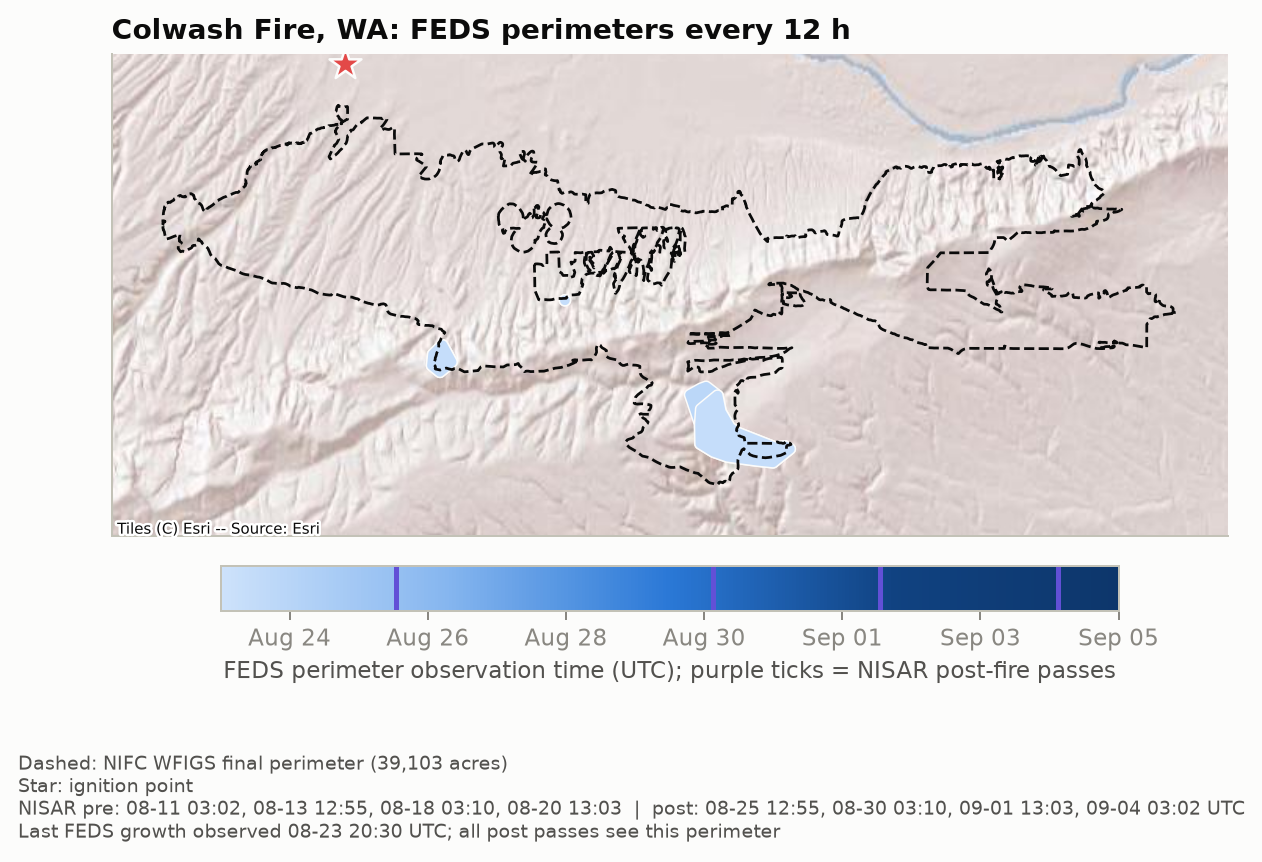 Colwash Fire, WA: FEDS perimeters every 12 h
Tiles (C) Esri -- Source: Esri
Aug 24 Aug 26 Aug 28 Aug 30 Sep 01 Sep 03 Sep 05
FEDS perimeter observation time (UTC); purple ticks = NISAR post-fire passes
Dashed: NIFC WFIGS final perimeter (39,103 acres)
Star: ignition point
NISAR pre: 08-11 03:02, 08-13 12:55, 08-18 03:10, 08-20 13:03 | post: 08-25 12:55, 08-30 03:10, 09-01 13:03, 09-04 03:02 UTC
Last FEDS growth observed 08-23 20:30 UTC; all post passes see this perimeter